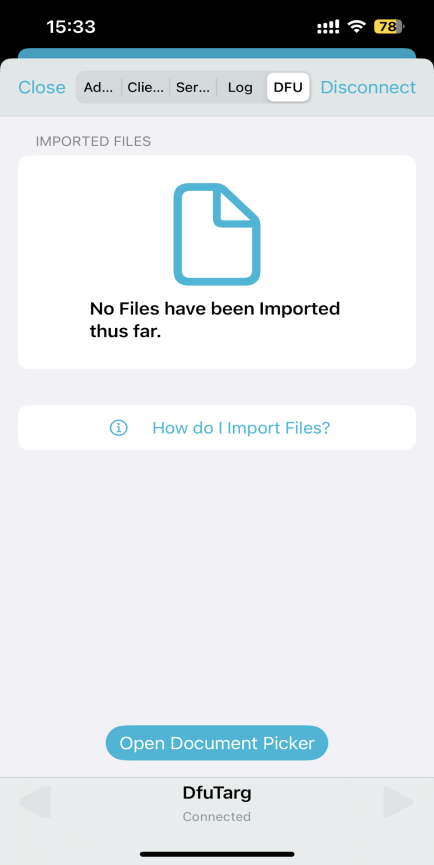 15:33
78
Close Ad... Clie... Ser... Log DFU Disconnect
IMPORTED FILES
No Files have been Imported
thus far.
How do I Import Files?
Open Document Picker
DfuTarg
Connected